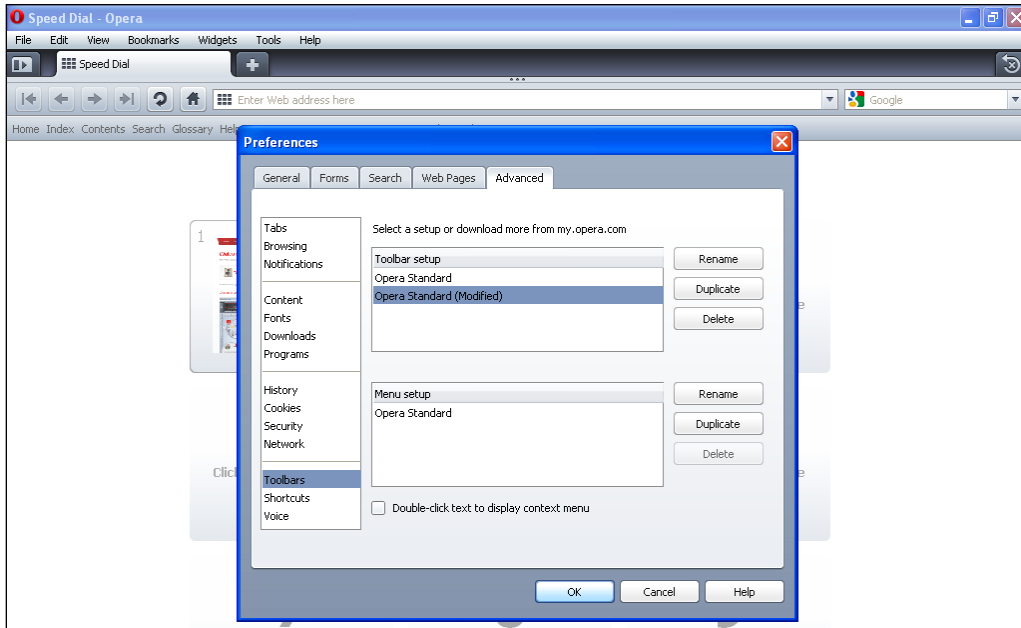 Speed Dial - Opera
File Edit View Bookmarks Widgets Tools Help
Speed Dial
Enter Web address here
Google
Home Index Contents Search Glossary
Preferences
General Forms Search Web Pages Advanced
Tabs
Browsing
Notifications
Content
Fonts
Downloads
Programs
History
Cookies
Security
Network
Toolbars
Shortcuts
Voice
Select a setup or download more from my.opera.com
Toolbar setup
Opera Standard
Opera Standard (Modified)
Rename
Duplicate
Delete
Menu setup
Opera Standard
Rename
Duplicate
Delete
Double-click text to display context menu
OK Cancel Help
1